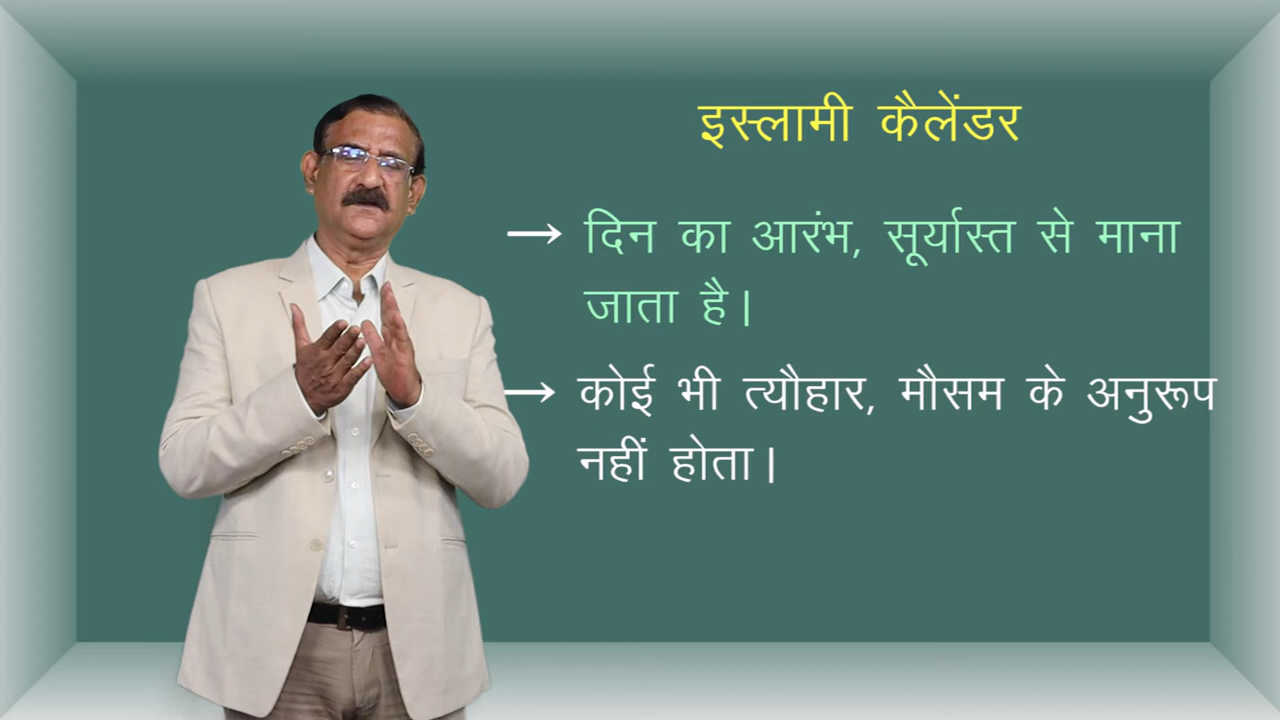 इस्लामी कैलेंडर
→ दिन का आरंभ, सूर्यास्त से माना
जाता है।
→ कोई भी त्यौहार, मौसम के अनुरूप
नहीं होता।